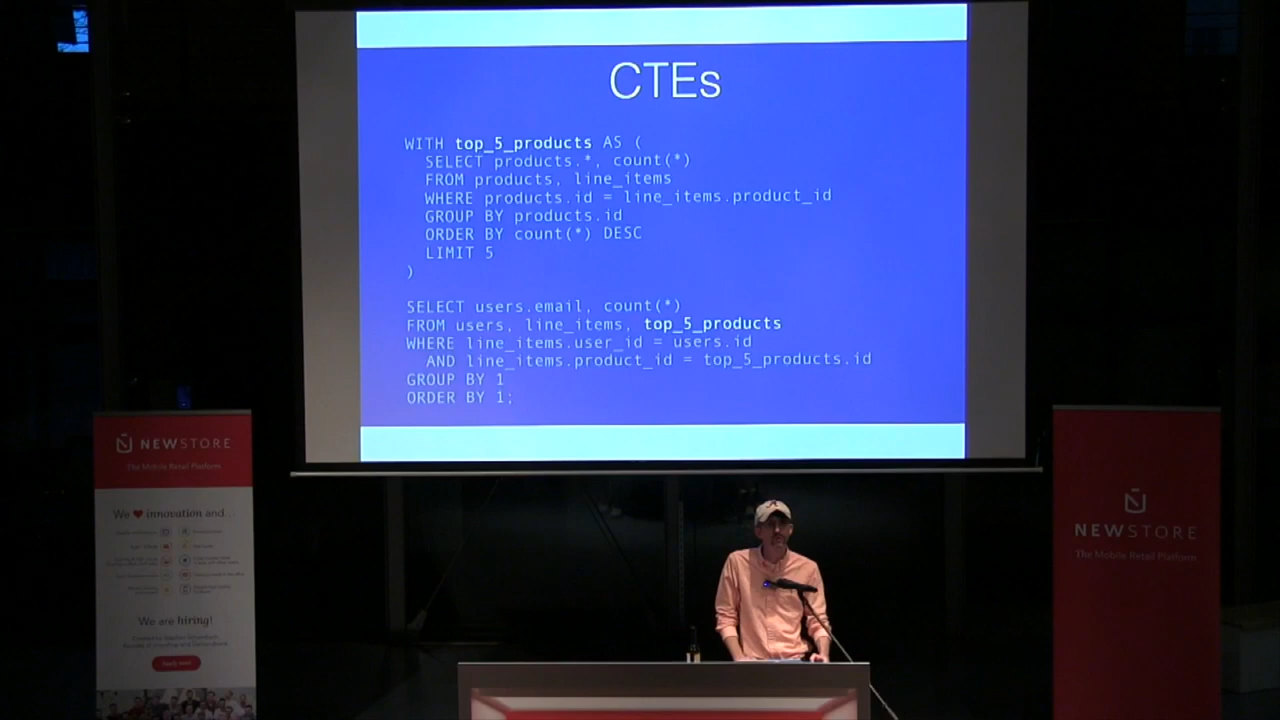 CTEs
WITH top_5_products AS (
SELECT products.*, count(*)
FROM products, line_items
WHERE products.id = line_items.product_id
GROUP BY products.id
ORDER BY count(*) DESC
LIMIT 5
)
SELECT users.email, count(*)
FROM users, line_items, top_5_products
WHERE line_items.user_id = users.id
AND line_items.product_id = top_5_products.id
GROUP BY 1
ORDER BY 1;
NEWSTORE
The Mobile Retail Platform
We ❤ innovation and...
We are hiring!
NEWSTORE
The Mobile Retail Platform